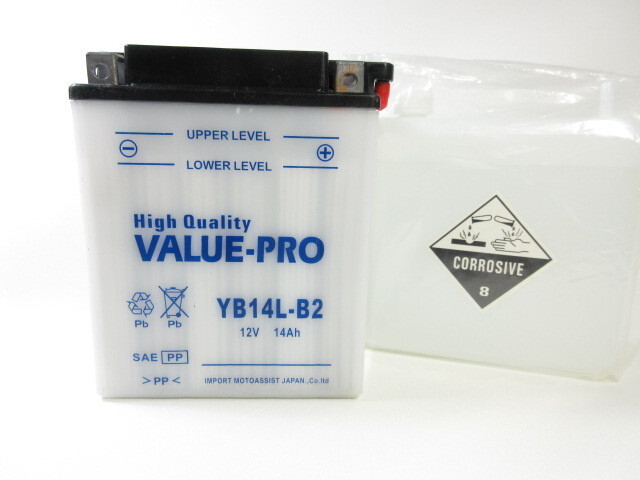 UPPER LEVEL
LOWER LEVEL
High Quality
VALUE-PRO
Pb Pb
YB14L-B2
12V 14Ah
SAE PP
>PP<
IMPORT MOTOASSIST JAPAN.,Co.ltd
CORROSIVE
8